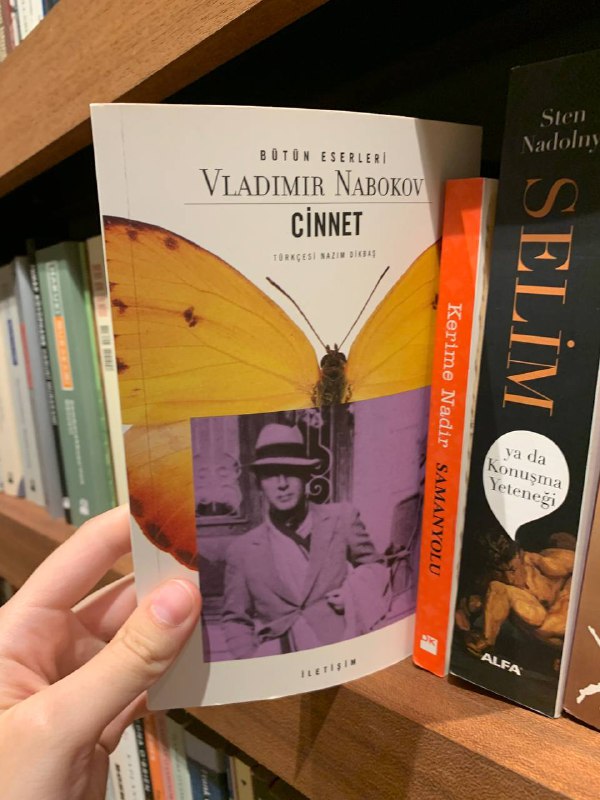 BÜTÜN ESERLERİ
VLADIMIR NABOKOV
CİNNET
TÜRKÇESİ NAZIM DİKBAŞ
İLETİŞİM
Kerime Nadir SAMANYOLU
DK
Sten
Nadolny
SELİM
ya da
Konuşma
Yeteneği
ALFA